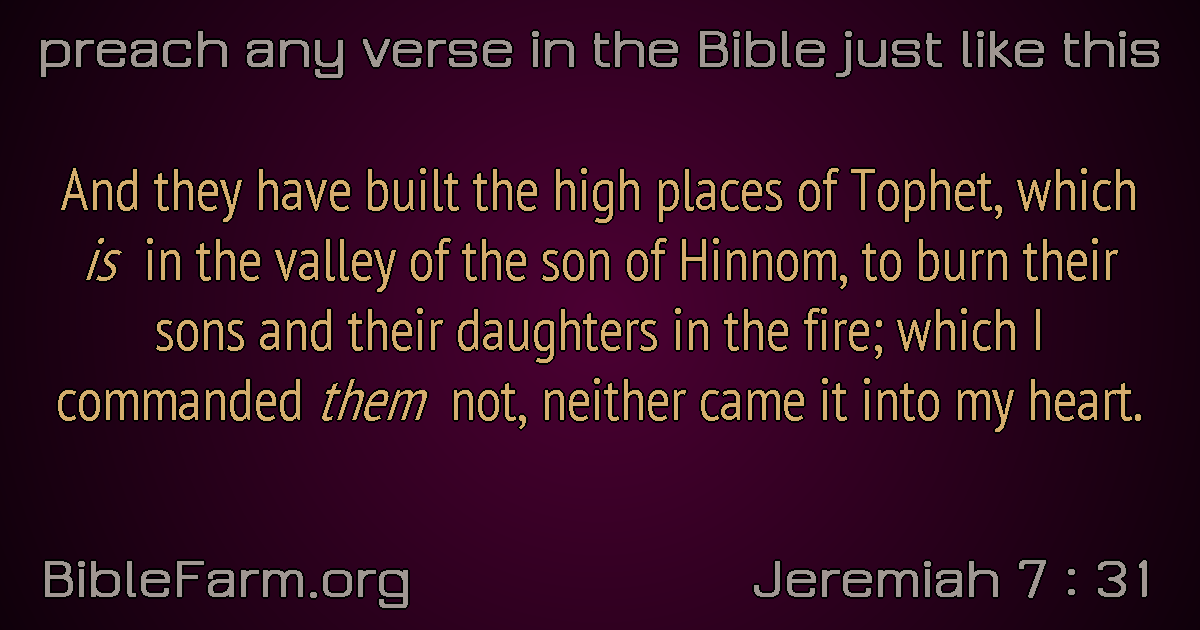 preach any verse in the Bible just like this
And they have built the high places of Tophet, which
is in the valley of the son of Hinnom, to burn their
sons and their daughters in the fire; which I
commanded them not, neither came it into my heart.
BibleFarm.org
Jeremiah 7 : 31